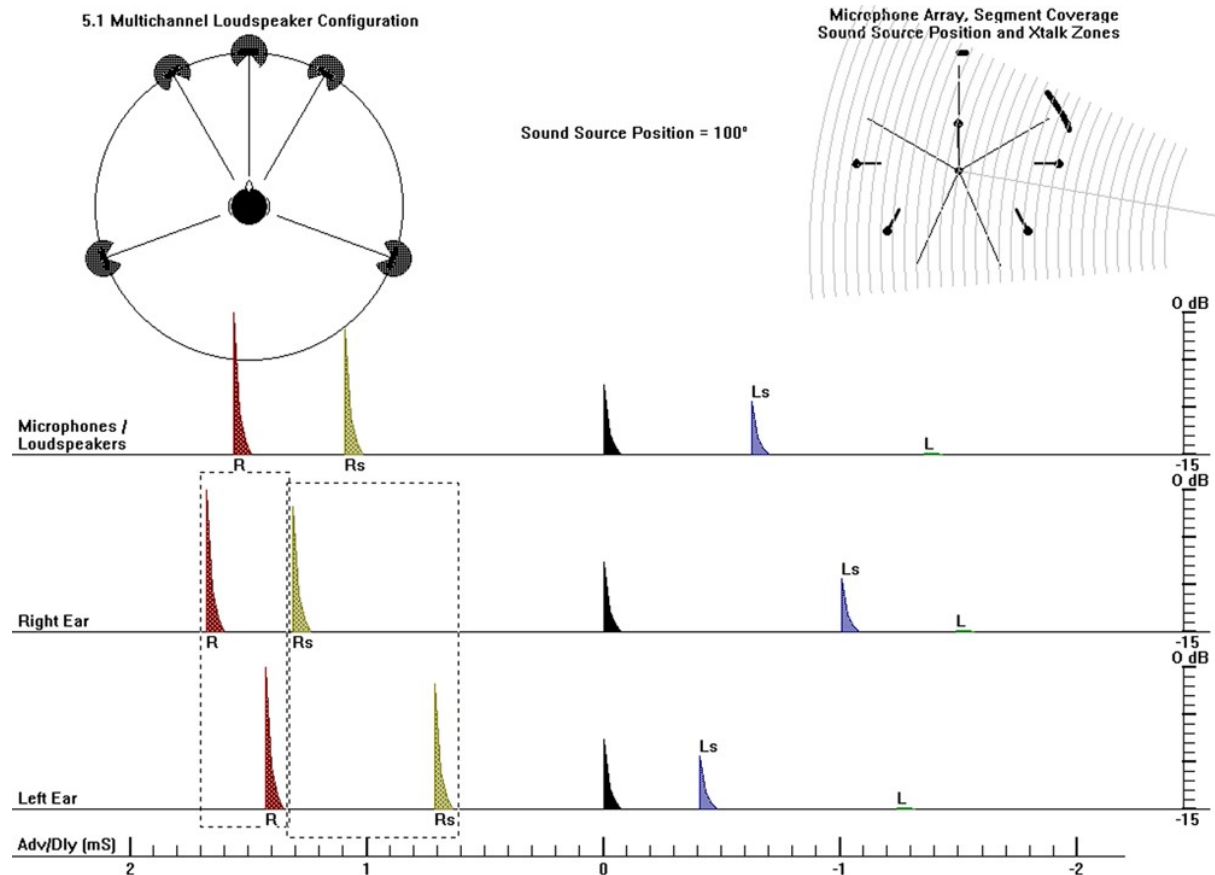 5.1 Multichannel Loudspeaker Configuration
Microphone Array, Segment Coverage
Sound Source Position and Xtalk Zones
Sound Source Position = 100°
0 dB
Ls
Microphones /
Loudspeakers
L
R
Rs
-15
0 dB
Ls
Right Ear
L
R
Rs
-15
0 dB
Ls
Left Ear
L
R
Rs
-15
Adv/Dly (mS)
2
1
0
-1
-2